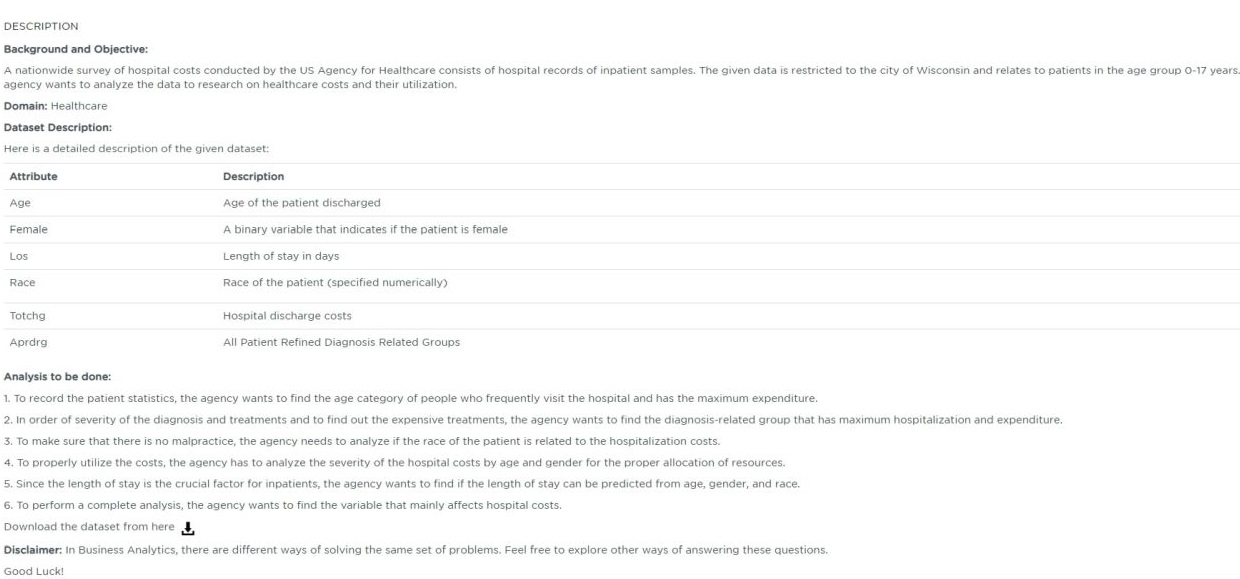 DESCRIPTION
Background and Objective:
A nationwide survey of hospital costs conducted by the US Agency for Healthcare consists of hospital records of inpatient samples. The given data is restricted to the city of Wisconsin and relates to patients in the age group 0-17 years.
agency wants to analyze the data to research on healthcare costs and their utilization.
Domain: Healthcare
Dataset Description:
Here is a detailed description of the given dataset:
Attribute Description
Age Age of the patient discharged
Female A binary variable that indicates if the patient is female
Los Length of stay in days
Race Race of the patient (specified numerically)
Totchg Hospital discharge costs
Aprdrg All Patient Refined Diagnosis Related Groups
Analysis to be done:
1. To record the patient statistics, the agency wants to find the age category of people who frequently visit the hospital and has the maximum expenditure.
2. In order of severity of the diagnosis and treatments and to find out the expensive treatments, the agency wants to find the diagnosis-related group that has maximum hospitalization and expenditure.
3. To make sure that there is no malpractice, the agency needs to analyze if the race of the patient is related to the hospitalization costs.
4. To properly utilize the costs, the agency has to analyze the severity of the hospital costs by age and gender for the proper allocation of resources.
5. Since the length of stay is the crucial factor for inpatients, the agency wants to find if the length of stay can be predicted from age, gender, and race.
6. To perform a complete analysis, the agency wants to find the variable that mainly affects hospital costs.
Download the dataset from here
Disclaimer: In Business Analytics, there are different ways of solving the same set of problems. Feel free to explore other ways of answering these questions.
Good Luck!